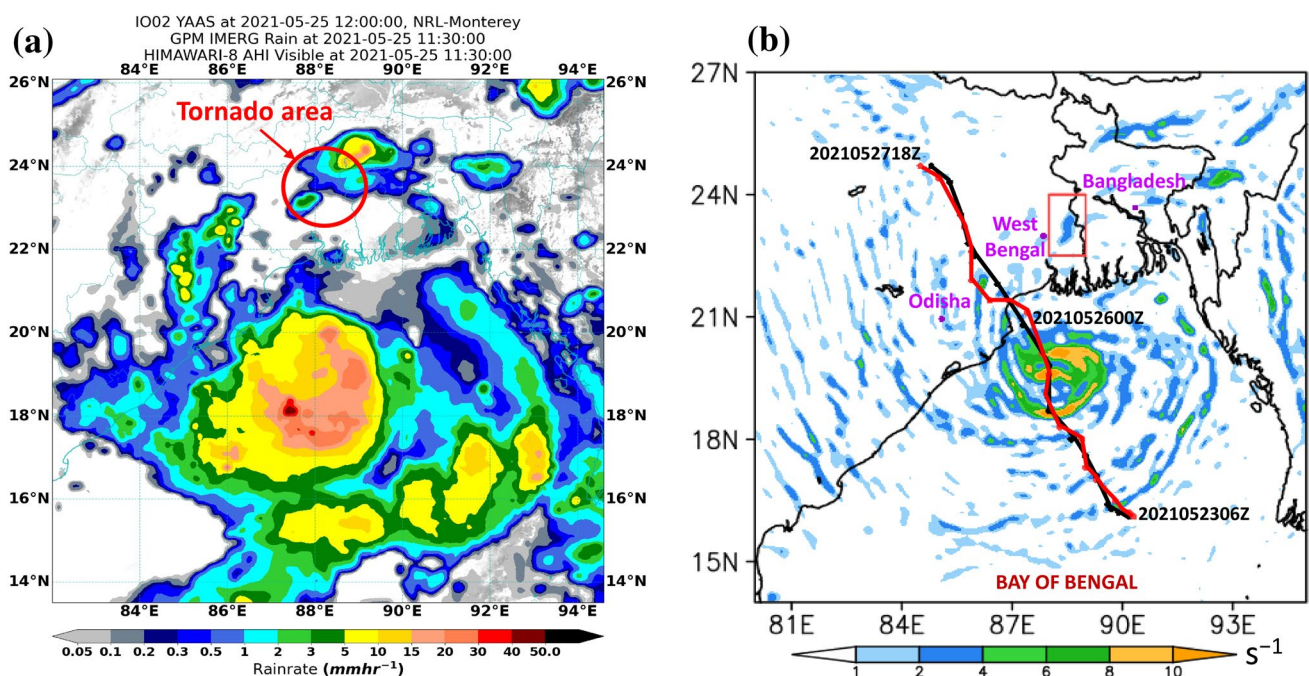 (a)
IO02 YAAS at 2021-05-25 12:00:00, NRL-Monterey
GPM IMERG Rain at 2021-05-25 11:30:00
HIMAWARI-8 AHI Visible at 2021-05-25 11:30:00
84°E 86°E 88°E 90°E 92°E 94°E
26°N 26°N
Tornado area
24°N 24°N
22°N 22°N
20°N 20°N
18°N 18°N
16°N 16°N
14°N 14°N
84°E 86°E 88°E 90°E 92°E 94°E
0.05 0.1 0.2 0.3 0.5 1 2 3 5 10 15 20 30 40 50.0
Rainrate (mmhr⁻¹)
(b)
27N
2021052718Z
24N
Bangladesh
West
Bengal
Odisha
21N
2021052600Z
18N
2021052306Z
15N
BAY OF BENGAL
81E 84E 87E 90E 93E
1 2 4 6 8 10
s⁻¹